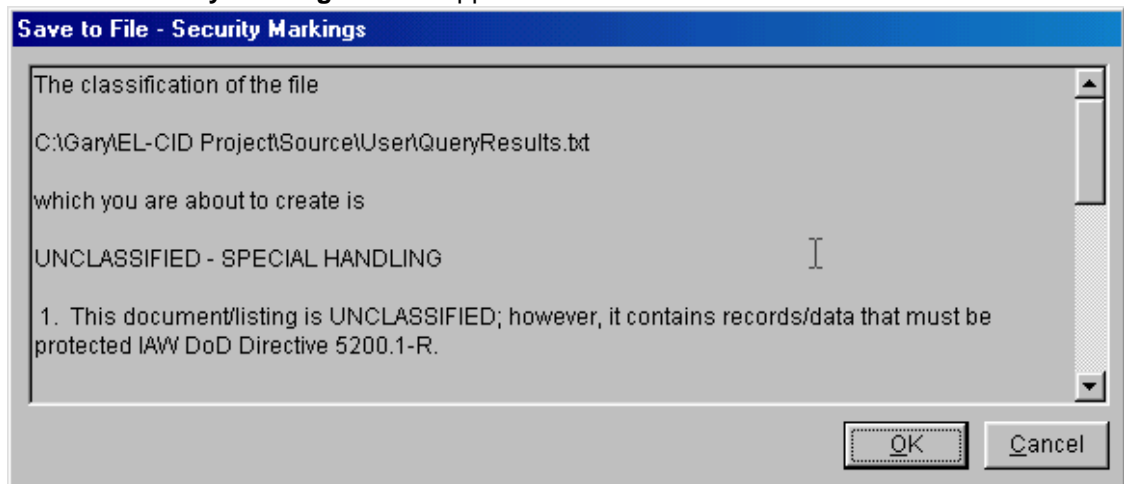 Save to File - Security Markings
The classification of the file
C:\Gary\EL-CID Project\Source\User\QueryResults.txt
which you are about to create is
UNCLASSIFIED - SPECIAL HANDLING
1. This document/listing is UNCLASSIFIED; however, it contains records/data that must be
protected IAW DoD Directive 5200.1-R.
OK Cancel